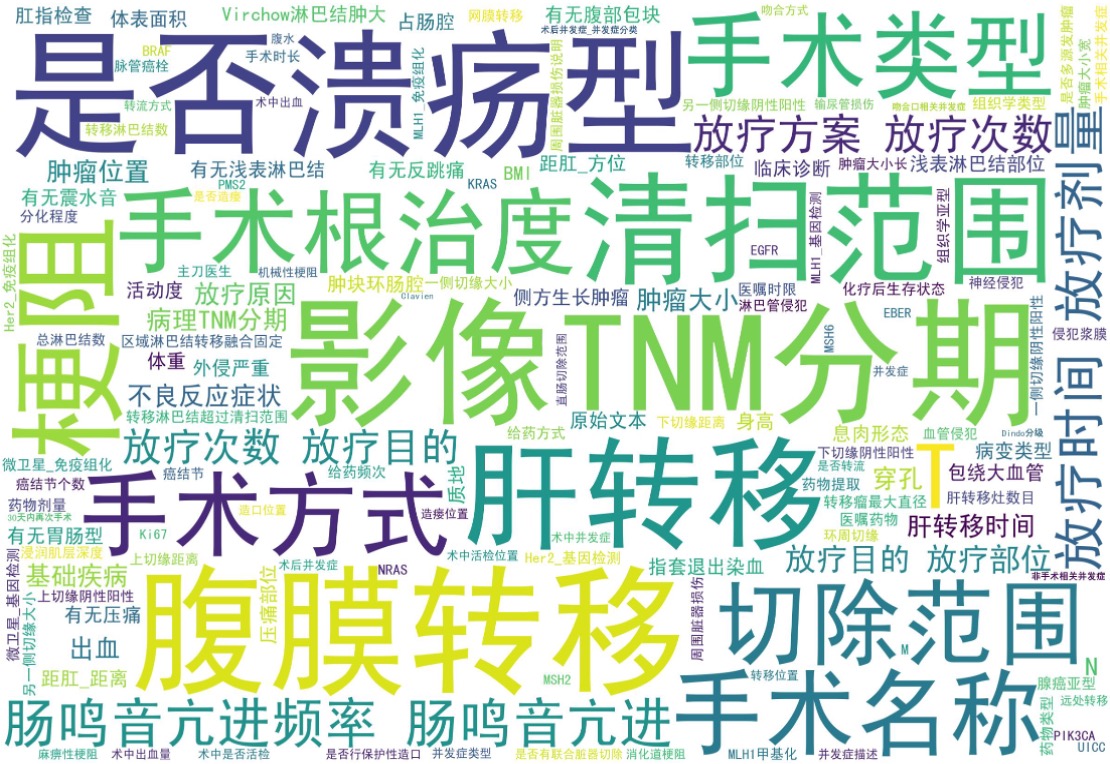 肛指检查
体表面积
Virchow淋巴结肿大
占肠腔
网膜转移
有无腹部包块
吻合方式
术后并发症_并发症分类
BRAF
脉管癌栓
腹水
手术时长
是否溃疡型
MLH1_免疫组化
周围脏器损伤说明
手术类型
是否多源发肿瘤
肿瘤大小宽
手术相关并发症
转流方式
术中出血
转移淋巴结数
另一侧切缘阴性阳性
输尿管损伤
吻合口相关并发症
组织学类型
放疗方案
放疗次数
放疗剂量
肿瘤位置
有无浅表淋巴结
有无反跳痛
BMI
距肛_方位
转移部位
临床诊断
肿瘤大小长
浅表淋巴结部位
有无震水音
PMS2
是否造瘘
KRAS
分化程度
手术根治度
清扫范围
EGFR
MLH1_基因检测
组织学亚型
Her2_免疫组化
梗阻
主刀医生
机械性梗阻
肿块环肠腔
一侧切缘大小
活动度
放疗原因
Clavien
侧方生长肿瘤
肿瘤大小
医嘱时限
淋巴管侵犯
化疗后生存状态
神经侵犯
病理TNM分期
影像TNM分期
EBER
MSH6
总淋巴结数
区域淋巴结转移融合固定
体重
外侵严重
直肠切除范围
并发症
一侧切缘阴性阳性
侵犯浆膜
放疗时间
不良反应症状
转移淋巴结超过清扫范围
原始文本
给药方式
下切缘距离
身高
息肉形态
血管侵犯
Dindo分级
放疗次数
放疗目的
微卫星_免疫组化
癌结节
给药频次
质地
肝转移
下切缘阴性阳性
是否转流
药物提取
穿孔
T
病变类型
包绕大血管
癌结节个数
药物剂量
30天内再次手术
手术方式
造口位置
造瘘位置
转移瘤最大直径
肝转移灶数目
医嘱药物
肝转移时间
有无胃肠型
Ki67
术中并发症
环周切缘
浸润肌层深度
上切缘距离
术后并发症
NRAS
术中活检位置
Her2_基因检测
指套退出染血
放疗目的
放疗部位
非手术相关并发症
微卫星_基因检测
基础疾病
上切缘阴性阳性
另一侧切缘大小
有无压痛
出血
腹膜转移
压痛部位
周围脏器损伤
切除范围
M
距肛_距离
MSH2
转移位置
N
腺癌亚型
远处转移
肠鸣音亢进频率
肠鸣音亢进
手术名称
药物类型
PIK3CA
UICC
麻痹性梗阻
术中出血量
术中是否活检
是否行保护性造口
并发症类型
是否有联合脏器切除
消化道梗阻
MLH1甲基化
并发症描述